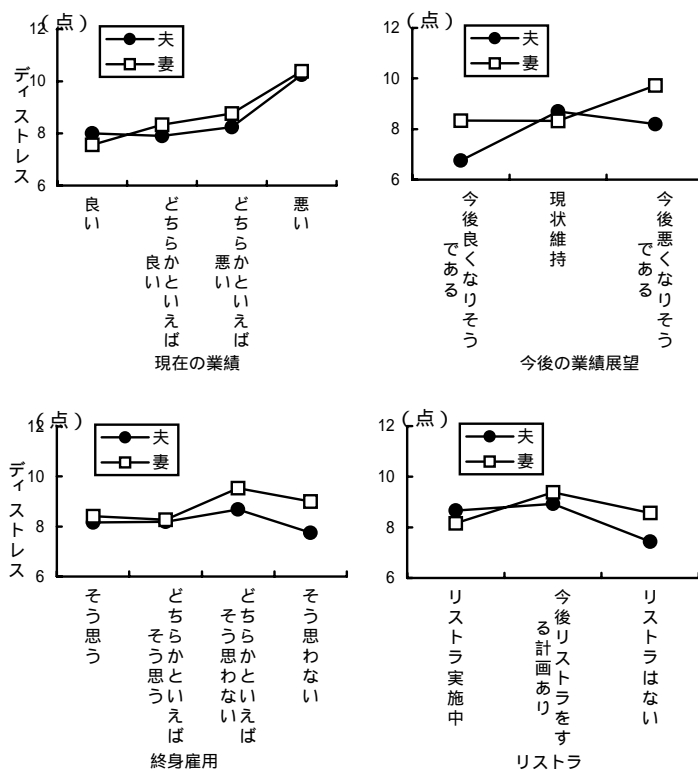 （点）
12
10
8
6
ディストレス
夫
妻
良い
どちらかといえば
良い
どちらかといえば
悪い
悪い
現在の業績
（点）
12
10
8
6
夫
妻
今後良くなりそう
である
現状維持
今後悪くなりそう
である
今後の業績展望
（点）
12
10
8
6
ディストレス
夫
妻
そう思う
どちらかといえば
そう思う
どちらかといえば
そう思わない
そう思わない
終身雇用
（点）
12
10
8
6
夫
妻
リストラ実施中
今後リストラをす
る計画あり
リストラはない
リストラ